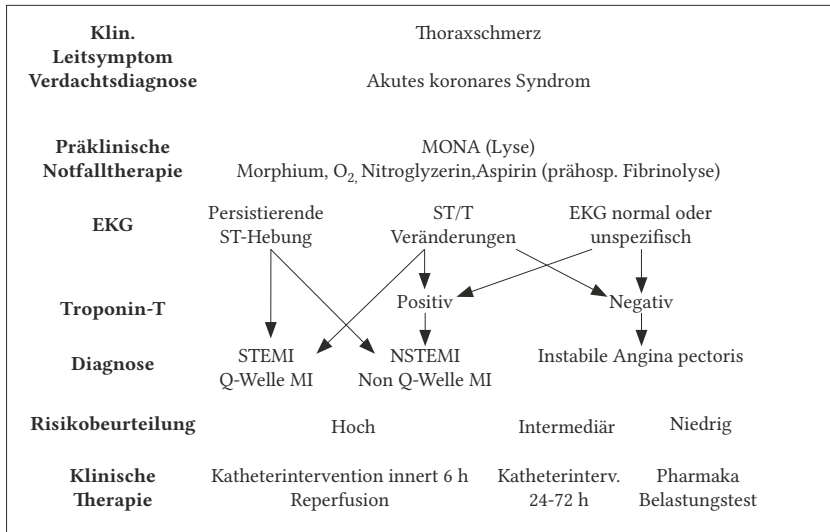 Klin.
Leitsymptom
Thoraxschmerz
Verdachtsdiagnose
Akutes koronares Syndrom
Präklinische
Notfalltherapie
MONA (Lyse)
Morphium, O2, Nitroglyzerin,Aspirin (prähosp. Fibrinolyse)
EKG
Persistierende
ST-Hebung
ST/T
Veränderungen
EKG normal oder
unspezifisch
Troponin-T
Positiv
Negativ
Diagnose
STEMI
Q-Welle MI
NSTEMI
Non Q-Welle MI
Instabile Angina pectoris
Risikobeurteilung
Hoch
Intermediär
Niedrig
Klinische
Therapie
Katheterintervention innert 6 h
Reperfusion
Katheterinterv.
24-72 h
Pharmaka
Belastungstest